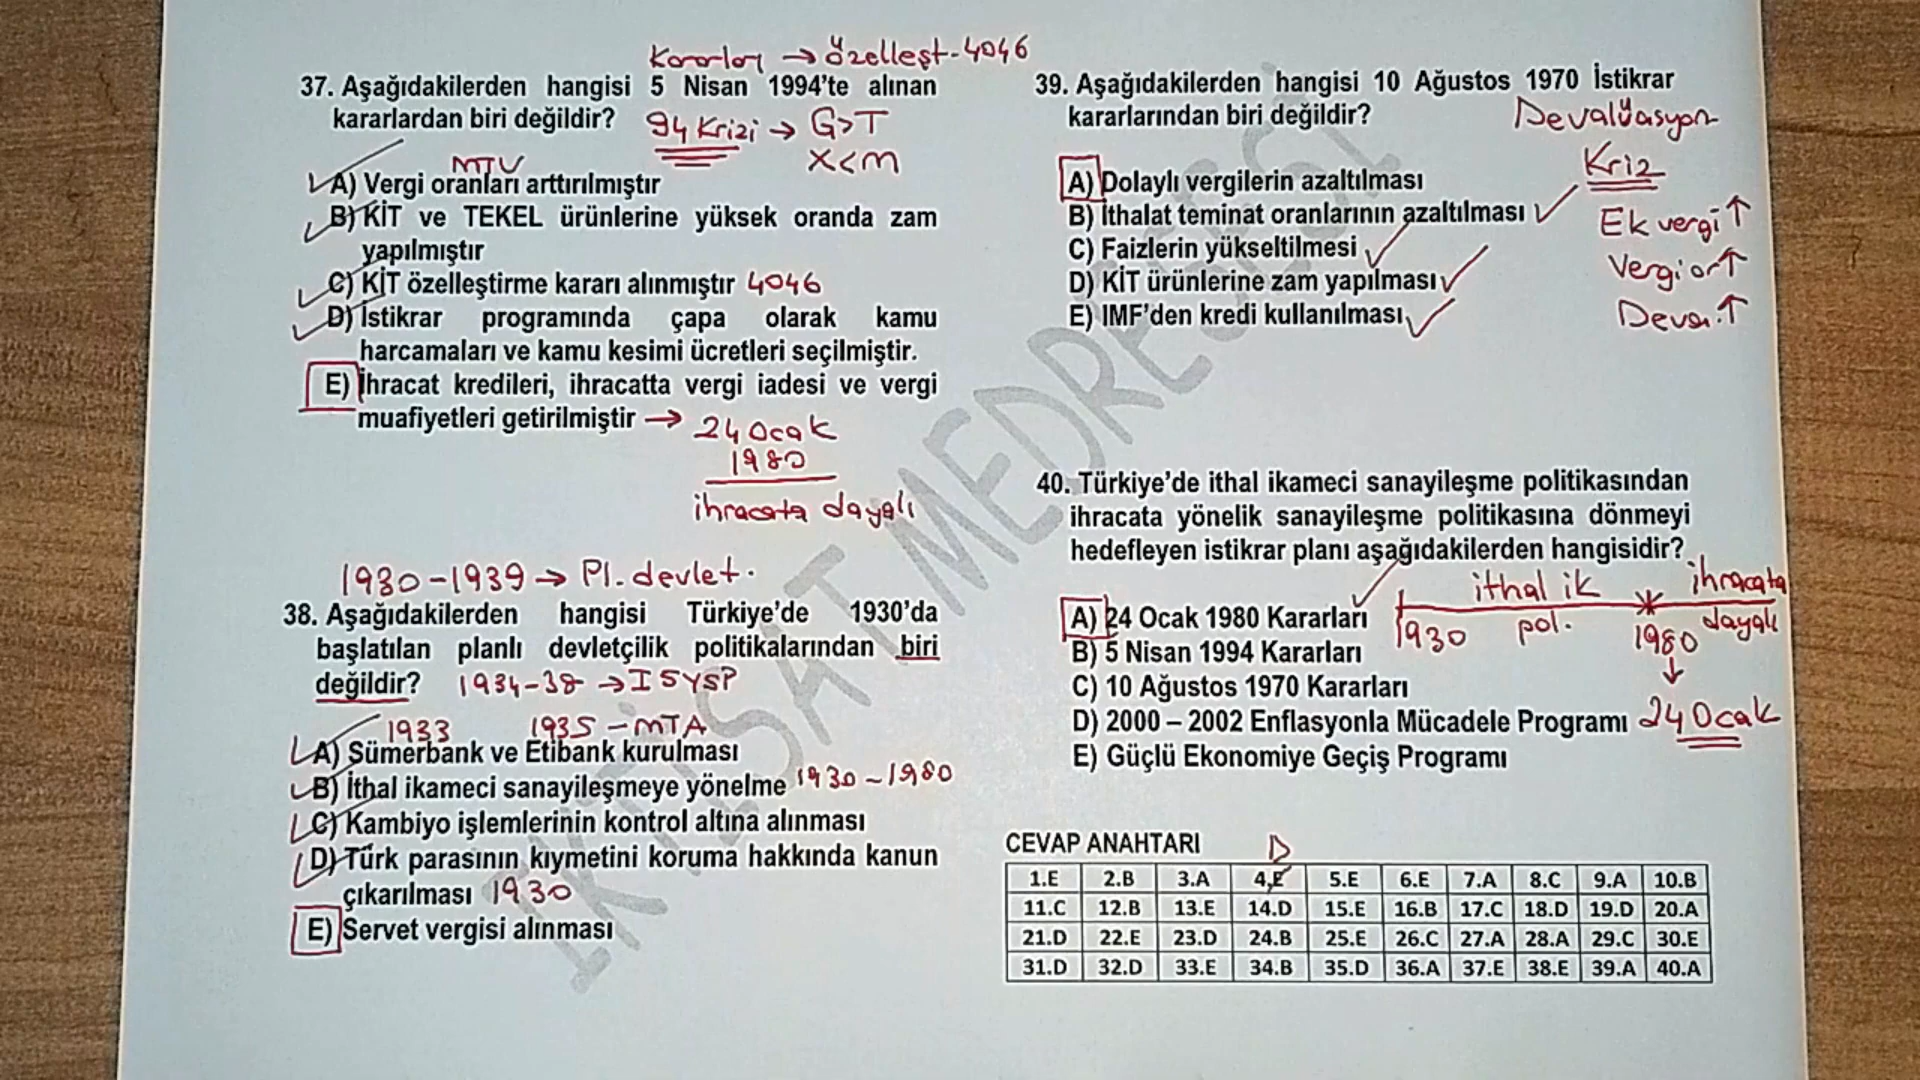 Kararlar → özelleşt-4046
37. Aşağıdakilerden hangisi 5 Nisan 1994'te alınan
kararlardan biri değildir? 94 Krizi → G>T
X<M
MTV
A) Vergi oranları arttırılmıştır
B) KİT ve TEKEL ürünlerine yüksek oranda zam
yapılmıştır
C) KİT özelleştirme kararı alınmıştır 4046
D) İstikrar programında çapa olarak kamu
harcamaları ve kamu kesimi ücretleri seçilmiştir.
E) İhracat kredileri, ihracatta vergi iadesi ve vergi
muafiyetleri getirilmiştir → 24 Ocak
1980
ihracata dayalı
1930-1939 → Pl. devlet.
38. Aşağıdakilerden hangisi Türkiye'de 1930'da
başlatılan planlı devletçilik politikalarından biri
değildir? 1934-38 → ISYSP
1933 1935 - MTA
A) Sümerbank ve Etibank kurulması
B) İthal ikameci sanayileşmeye yönelme 1930-1980
C) Kambiyo işlemlerinin kontrol altına alınması
D) Türk parasının kıymetini koruma hakkında kanun
çıkarılması 1930
E) Servet vergisi alınması
39. Aşağıdakilerden hangisi 10 Ağustos 1970 İstikrar
kararlarından biri değildir? Devalüasyon
Kriz
A) Dolaylı vergilerin azaltılması
B) İthalat teminat oranlarının azaltılması Ek vergi ↑
C) Faizlerin yükseltilmesi Vergi or ↑
D) KİT ürünlerine zam yapılması
E) IMF'den kredi kullanılması ↑
40. Türkiye'de ithal ikameci sanayileşme politikasından
ihracata yönelik sanayileşme politikasına dönmeyi
hedefleyen istikrar planı aşağıdakilerden hangisidir?
ithal ik ihracata
A) 24 Ocak 1980 Kararları 1930 pol. 1980 dayalı
B) 5 Nisan 1994 Kararları
C) 10 Ağustos 1970 Kararları
D) 2000 – 2002 Enflasyonla Mücadele Programı 24 Ocak
E) Güçlü Ekonomiye Geçiş Programı
CEVAP ANAHTARI D
1.E 2.B 3.A 4.E 5.E 6.E 7.A 8.C 9.A 10.B
11.C 12.B 13.E 14.D 15.E 16.B 17.C 18.D 19.D 20.A
21.D 22.E 23.D 24.B 25.E 26.C 27.A 28.A 29.C 30.E
31.D 32.D 33.E 34.B 35.D 36.A 37.E 38.E 39.A 40.A
İKTİSAT MEDRESESİ